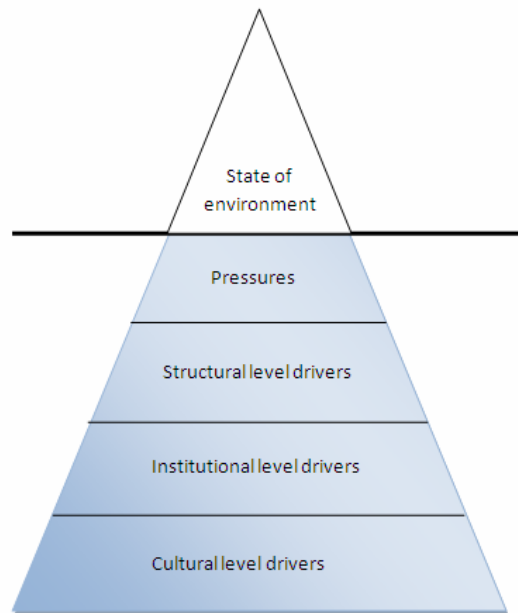 State of
environment
Pressures
Structural level drivers
Institutional level drivers
Cultural level drivers